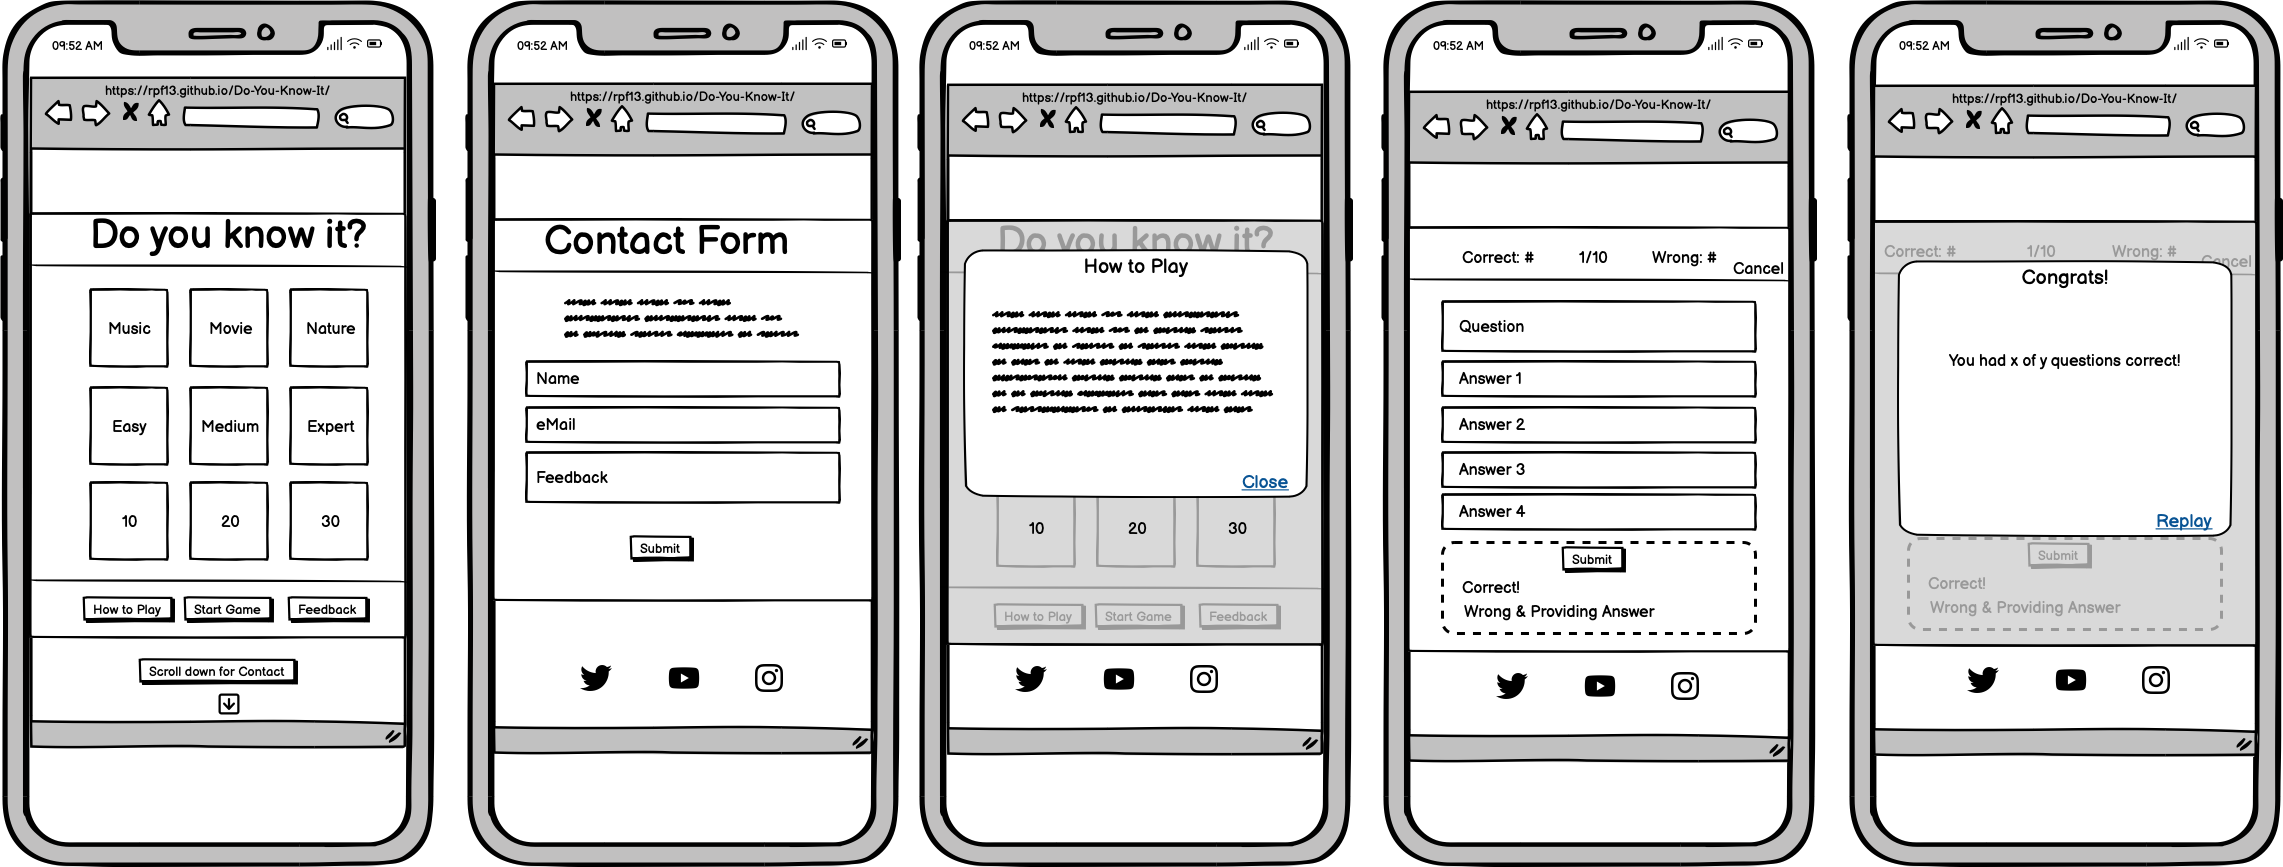 09:52 AM
https://rpf13.github.io/Do-You-Know-It/
Do you know it?
Music Movie Nature
Easy Medium Expert
10 20 30
How to Play Start Game Feedback
Scroll down for Contact
09:52 AM
https://rpf13.github.io/Do-You-Know-It/
Contact Form
Name
eMail
Feedback
Submit
09:52 AM
https://rpf13.github.io/Do-You-Know-It/
Do you know it?
How to Play
Close
10 20 30
How to Play Start Game Feedback
09:52 AM
https://rpf13.github.io/Do-You-Know-It/
Correct: # 1/10 Wrong: # Cancel
Question
Answer 1
Answer 2
Answer 3
Answer 4
Submit
Correct!
Wrong & Providing Answer
09:52 AM
https://rpf13.github.io/Do-You-Know-It/
Correct: # 1/10 Wrong: # Cancel
Congrats!
You had x of y questions correct!
Replay
Submit
Correct!
Wrong & Providing Answer